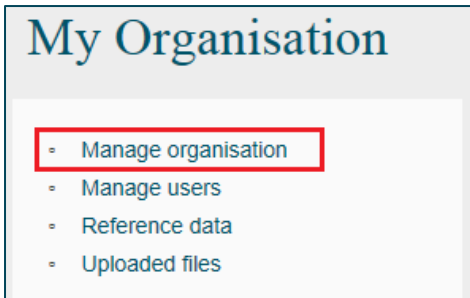 My Organisation
Manage organisation
Manage users
Reference data
Uploaded files